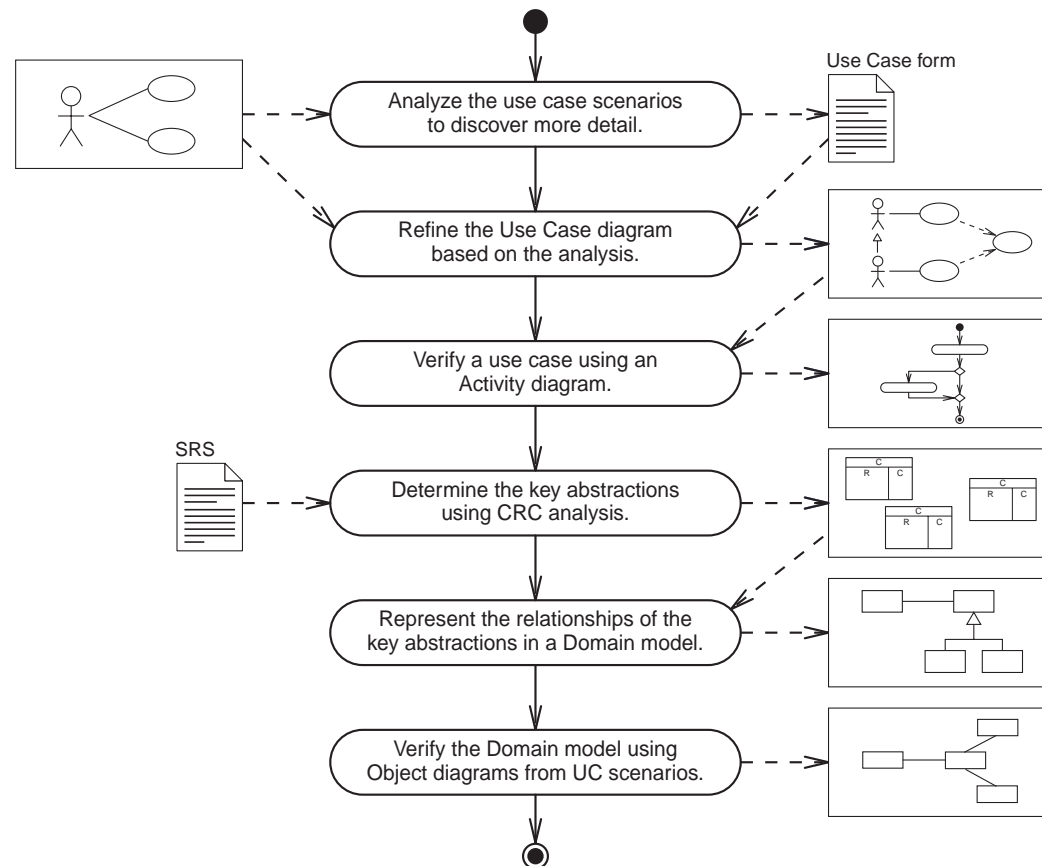 Use Case form
Analyze the use case scenarios
to discover more detail.
Refine the Use Case diagram
based on the analysis.
Verify a use case using an
Activity diagram.
SRS
Determine the key abstractions
using CRC analysis.
C
R C
C
R C
C
R C
Represent the relationships of the
key abstractions in a Domain model.
Verify the Domain model using
Object diagrams from UC scenarios.